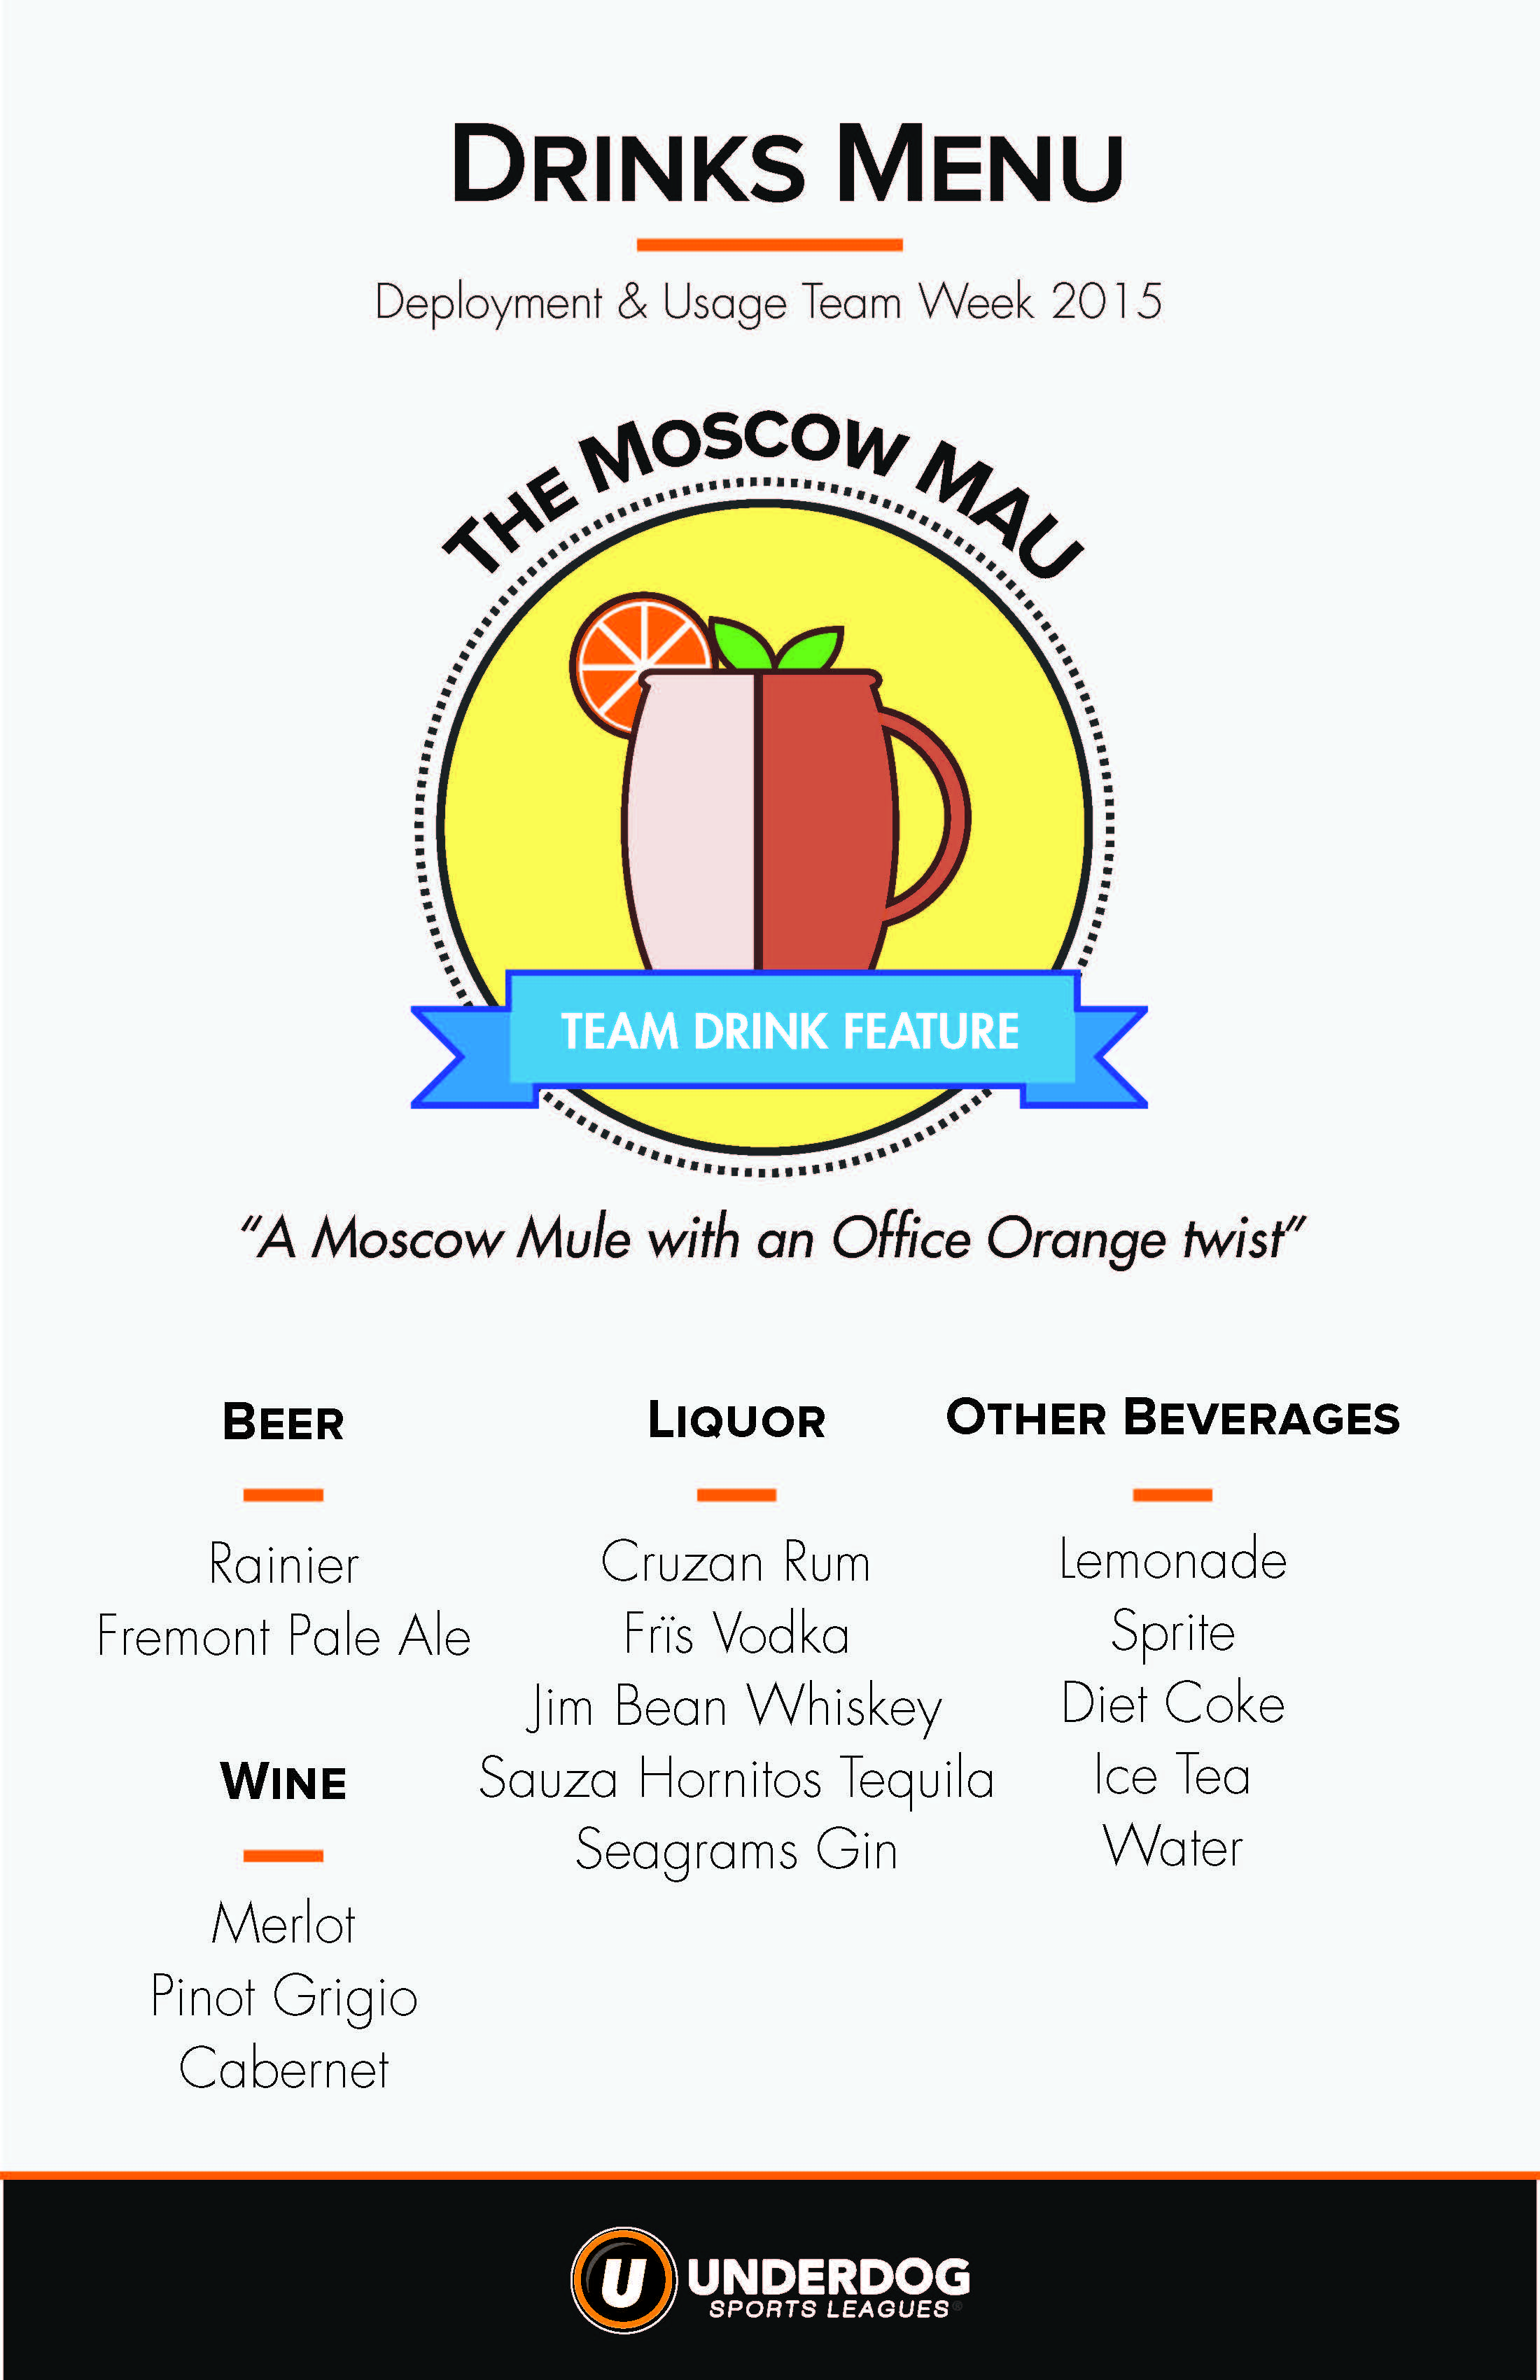 DRINKS MENU
Deployment & Usage Team Week 2015
THE MOSCOW MAU
TEAM DRINK FEATURE
"A Moscow Mule with an Office Orange twist"
BEER
Rainier
Fremont Pale Ale
WINE
Merlot
Pinot Grigio
Cabernet
LIQUOR
Cruzan Rum
Frïs Vodka
Jim Bean Whiskey
Sauza Hornitos Tequila
Seagrams Gin
OTHER BEVERAGES
Lemonade
Sprite
Diet Coke
Ice Tea
Water
U UNDERDOG
SPORTS LEAGUES®